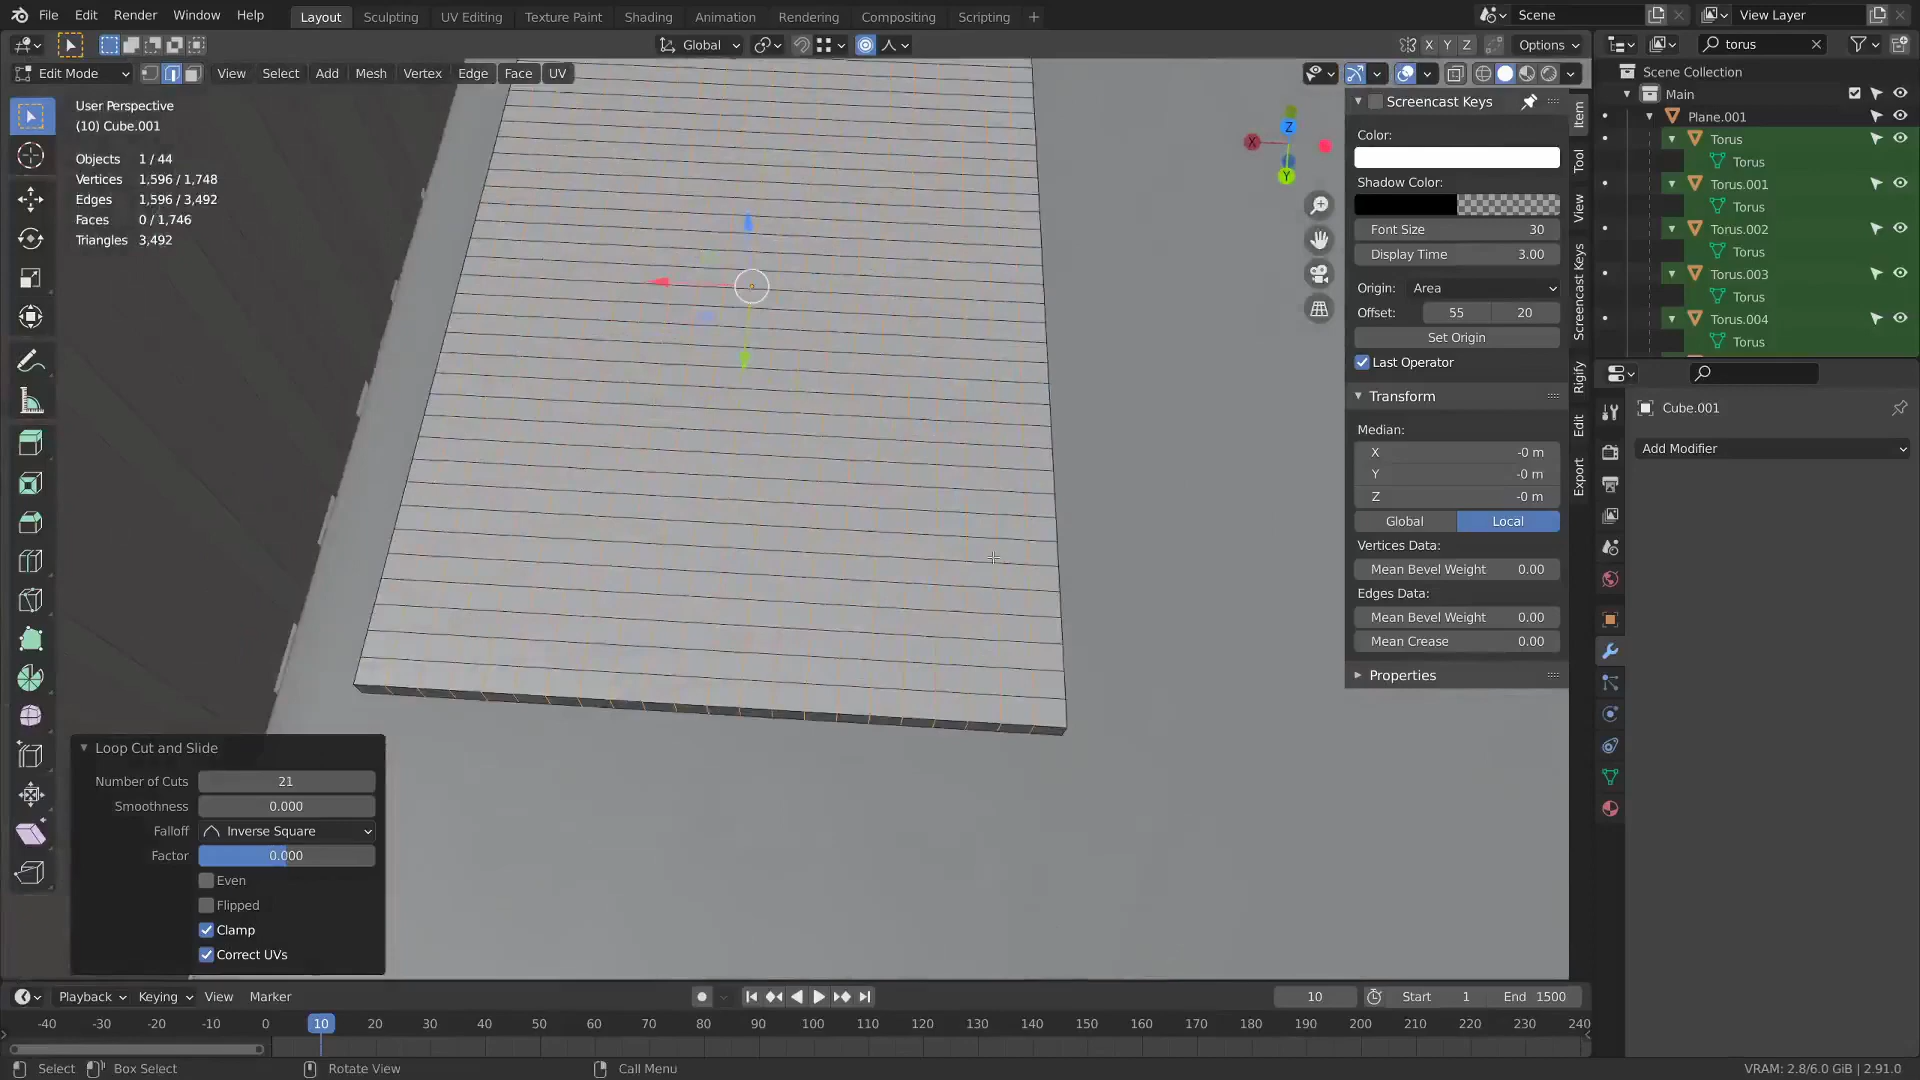 File Edit Render Window Help Layout Sculpting UV Editing Texture Paint Shading Animation Rendering Compositing Scripting + Scene View Layer
Global X Y Z Options torus
Edit Mode View Select Add Mesh Vertex Edge Face UV
User Perspective
(10) Cube.001
Objects 1 / 44
Vertices 1,596 / 1,748
Edges 1,596 / 3,492
Faces 0 / 1,746
Triangles 3,492
X Z Y
Screencast Keys
Color:
Shadow Color:
Font Size 30
Display Time 3.00
Origin: Area
Offset: 55 20
Set Origin
Last Operator
Transform
Median:
X -0 m
Y -0 m
Z -0 m
Global Local
Vertices Data:
Mean Bevel Weight 0.00
Edges Data:
Mean Bevel Weight 0.00
Mean Crease 0.00
Properties
Item
Tool
View
Screencast Keys
Rigify
Edit
Export
Scene Collection
Main
Plane.001
Torus
Torus
Torus.001
Torus
Torus.002
Torus
Torus.003
Torus
Torus.004
Torus
Cube.001
Add Modifier
Loop Cut and Slide
Number of Cuts 21
Smoothness 0.000
Falloff Inverse Square
Factor 0.000
Even
Flipped
Clamp
Correct UVs
Playback Keying View Marker 10 Start 1 End 1500
-40 -30 -20 -10 0 10 20 30 40 50 60 70 80 90 100 110 120 130 140 150 160 170 180 190 200 210 220 230 240
Select Box Select Rotate View Call Menu VRAM: 2.8/6.0 GiB | 2.91.0